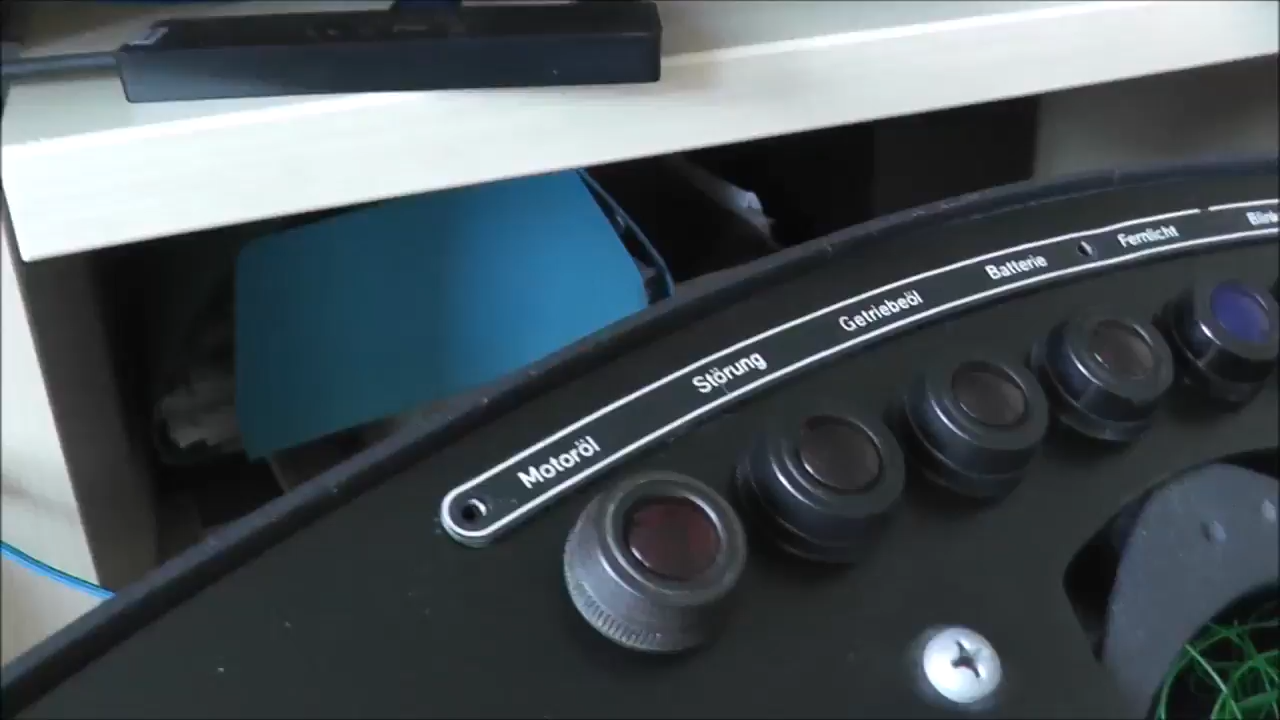 Motoröl
Störung
Getriebeöl
Batterie
Fernlicht